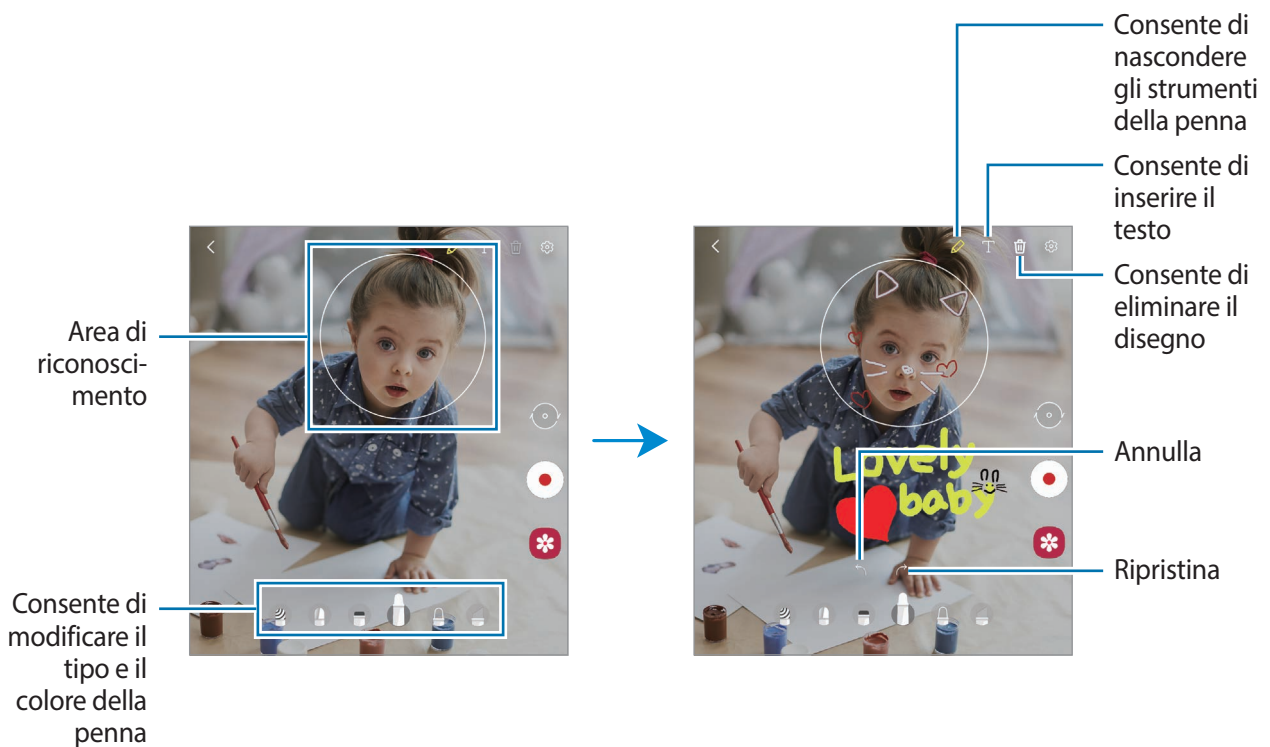 Consente di
nascondere
gli strumenti
della penna
Consente di
inserire il
testo
Consente di
eliminare il
disegno
Area di
riconosci-
mento
Lovely
baby
Annulla
Ripristina
Consente di
modificare il
tipo e il
colore della
penna